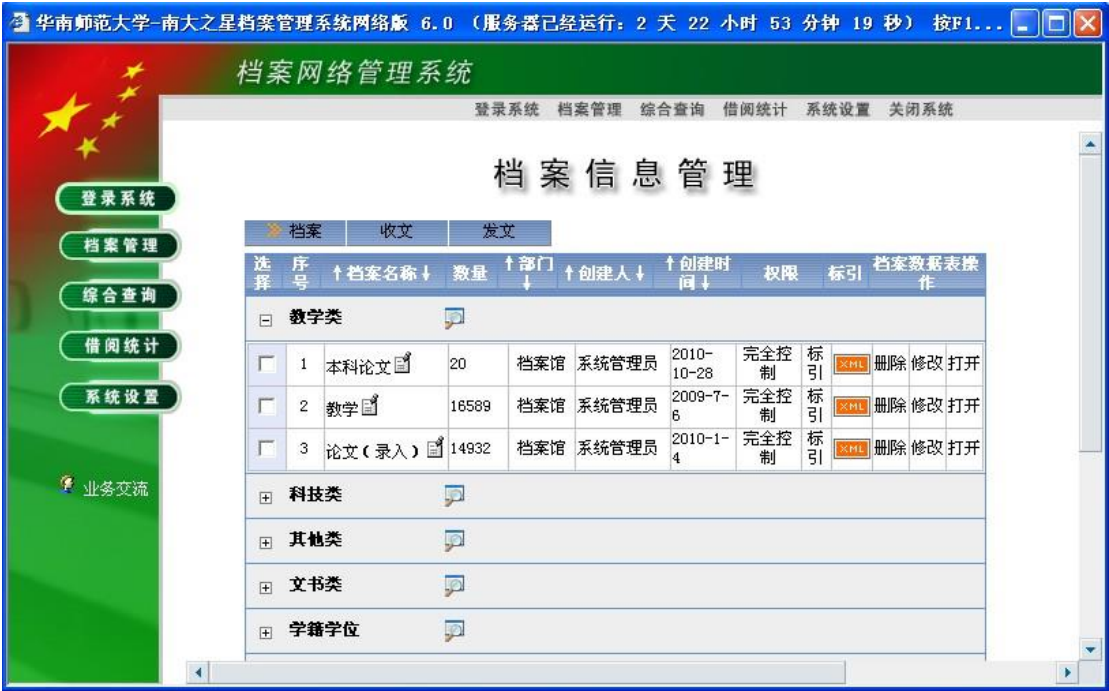 华南师范大学-南大之星档案管理系统网络版 6.0 （服务器已经运行：2 天 22 小时 53 分钟 19 秒） 按F1...
档案网络管理系统
登录系统 档案管理 综合查询 借阅统计 系统设置 关闭系统
档案信息管理
登录系统
档案管理
综合查询
借阅统计
系统设置
业务交流
档案 收文 发文
选择 序号 ↑档案名称↓ 数量 ↑部门↓ ↑创建人↓ ↑创建时间↓ 权限 标引 档案数据表操作
教学类
1 本科论文 20 档案馆 系统管理员 2010-10-28 完全控制 标引 XML 删除 修改 打开
2 教学 16589 档案馆 系统管理员 2009-7-6 完全控制 标引 XML 删除 修改 打开
3 论文(录入) 14932 档案馆 系统管理员 2010-1-4 完全控制 标引 XML 删除 修改 打开
科技类
其他类
文书类
学籍学位